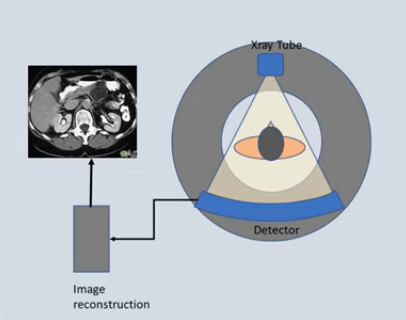 Xray Tube
Detector
Image
reconstruction